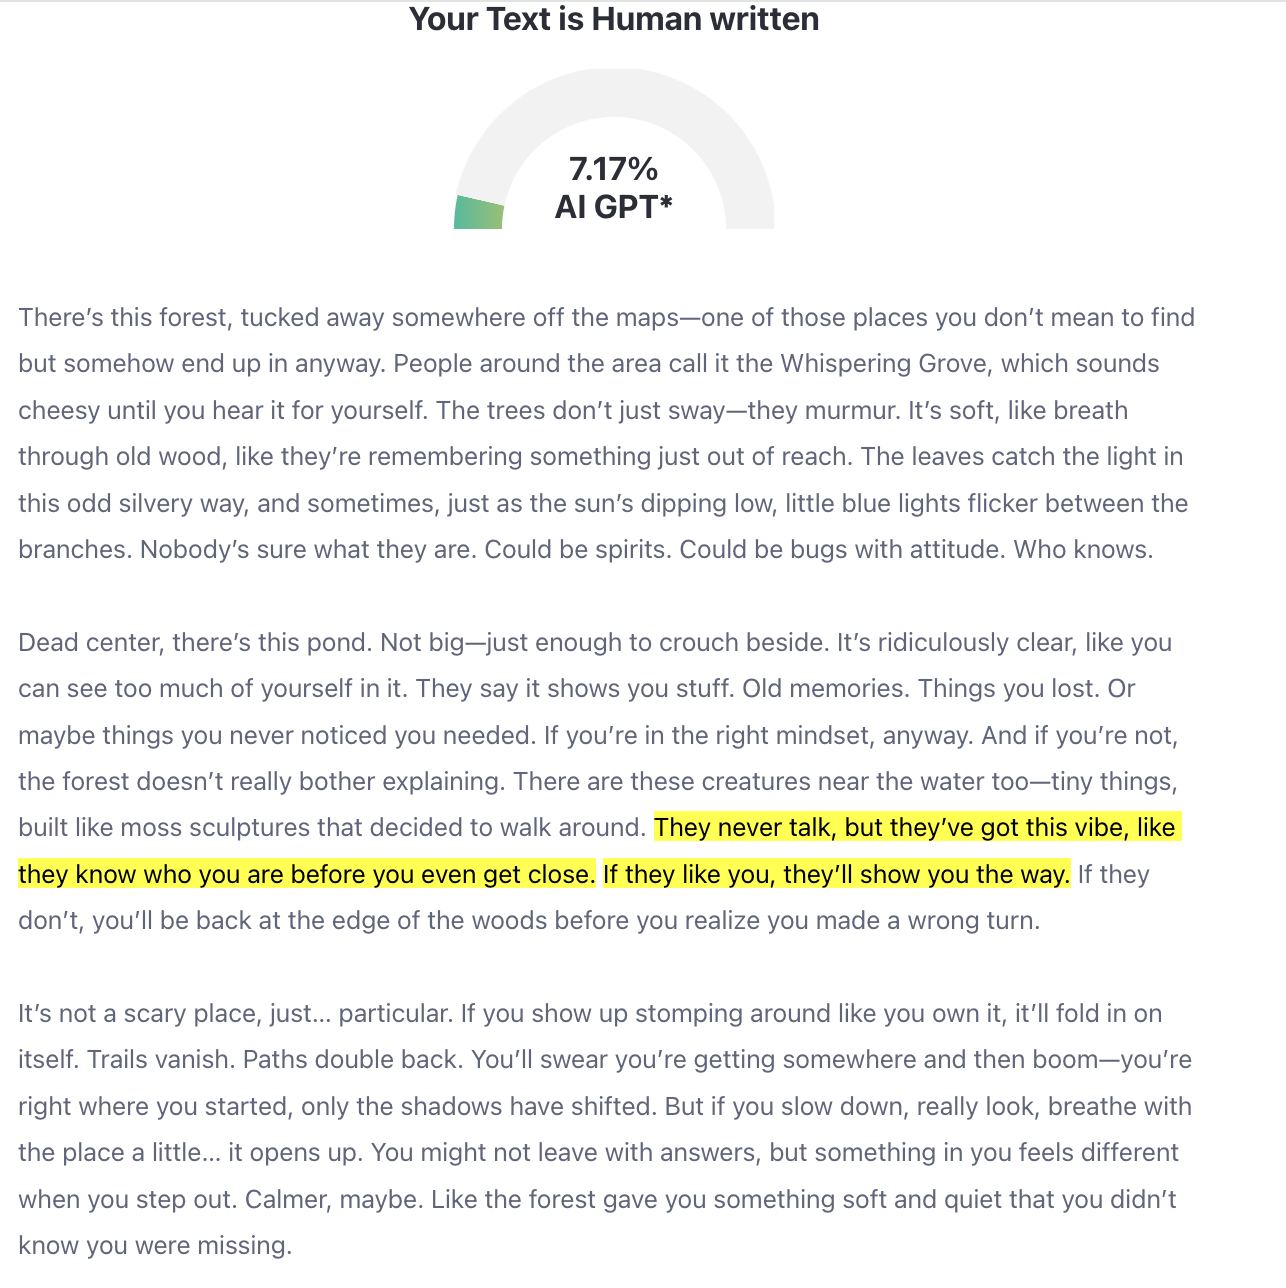 Your Text is Human written
7.17%
AI GPT*
There’s this forest, tucked away somewhere off the maps—one of those places you don’t mean to find
but somehow end up in anyway. People around the area call it the Whispering Grove, which sounds
cheesy until you hear it for yourself. The trees don’t just sway—they murmur. It’s soft, like breath
through old wood, like they’re remembering something just out of reach. The leaves catch the light in
this odd silvery way, and sometimes, just as the sun’s dipping low, little blue lights flicker between the
branches. Nobody’s sure what they are. Could be spirits. Could be bugs with attitude. Who knows.
Dead center, there’s this pond. Not big—just enough to crouch beside. It’s ridiculously clear, like you
can see too much of yourself in it. They say it shows you stuff. Old memories. Things you lost. Or
maybe things you never noticed you needed. If you’re in the right mindset, anyway. And if you’re not,
the forest doesn’t really bother explaining. There are these creatures near the water too—tiny things,
built like moss sculptures that decided to walk around. They never talk, but they’ve got this vibe, like
they know who you are before you even get close. If they like you, they’ll show you the way. If they
don’t, you’ll be back at the edge of the woods before you realize you made a wrong turn.
It’s not a scary place, just… particular. If you show up stomping around like you own it, it’ll fold in on
itself. Trails vanish. Paths double back. You’ll swear you’re getting somewhere and then boom—you’re
right where you started, only the shadows have shifted. But if you slow down, really look, breathe with
the place a little… it opens up. You might not leave with answers, but something in you feels different
when you step out. Calmer, maybe. Like the forest gave you something soft and quiet that you didn’t
know you were missing.